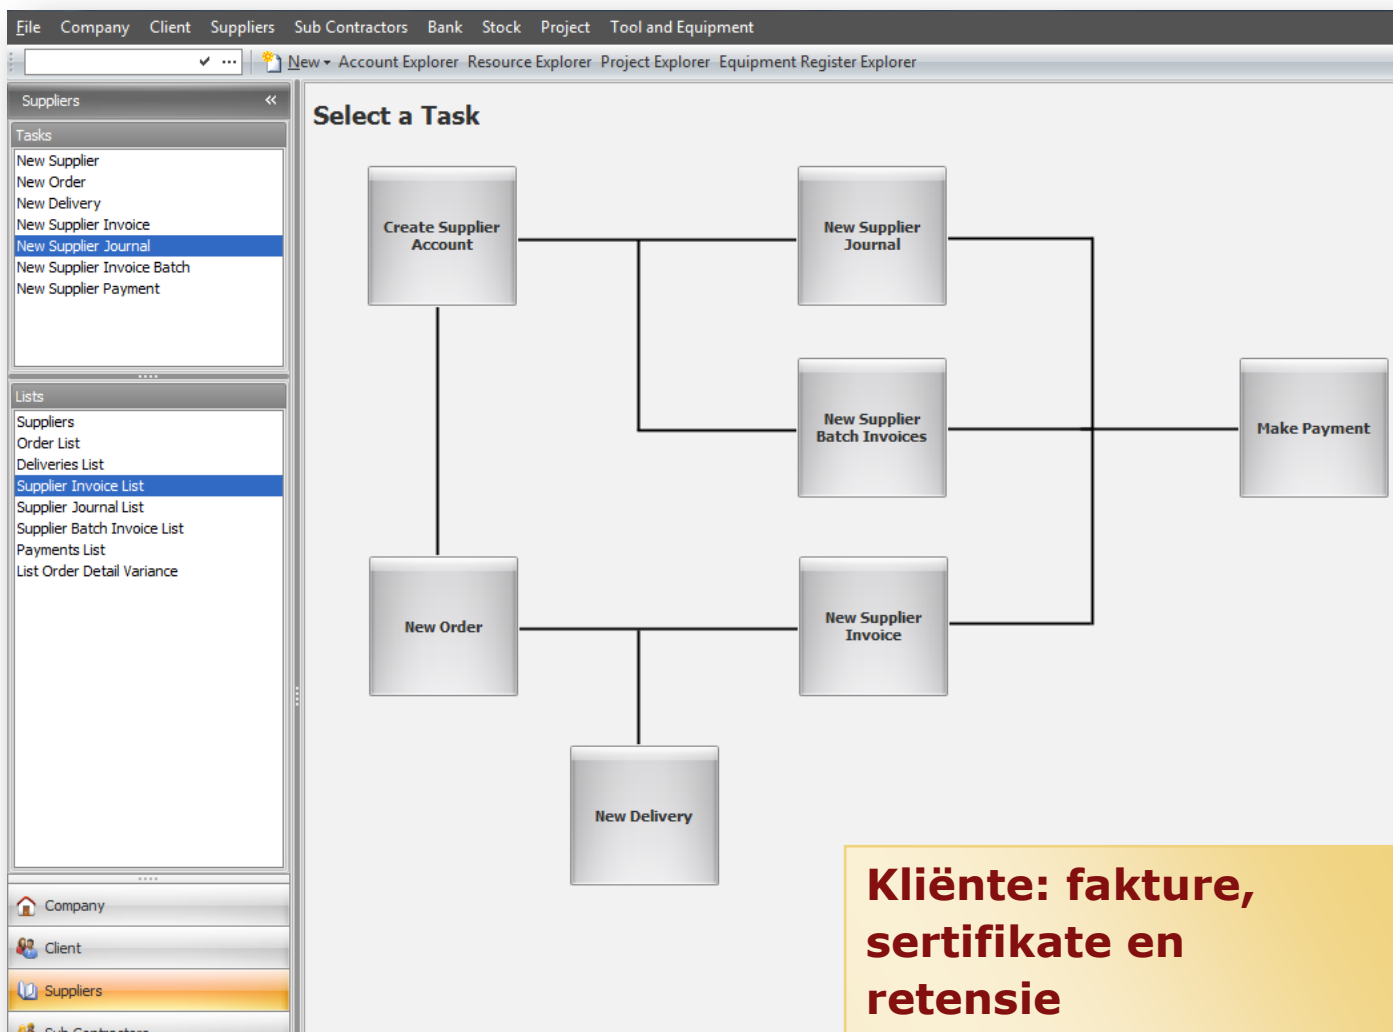 File Company Client Suppliers Sub Contractors Bank Stock Project Tool and Equipment
New Account Explorer Resource Explorer Project Explorer Equipment Register Explorer
Suppliers
Tasks
New Supplier
New Order
New Delivery
New Supplier Invoice
New Supplier Journal
New Supplier Invoice Batch
New Supplier Payment
Lists
Suppliers
Order List
Deliveries List
Supplier Invoice List
Supplier Journal List
Supplier Batch Invoice List
Payments List
List Order Detail Variance
Company
Client
Suppliers
Sub Contractors
Select a Task
Create Supplier
Account
New Supplier
Journal
New Supplier
Batch Invoices
Make Payment
New Order
New Supplier
Invoice
New Delivery
Kliënte: fakture,
sertifikate en
retensie